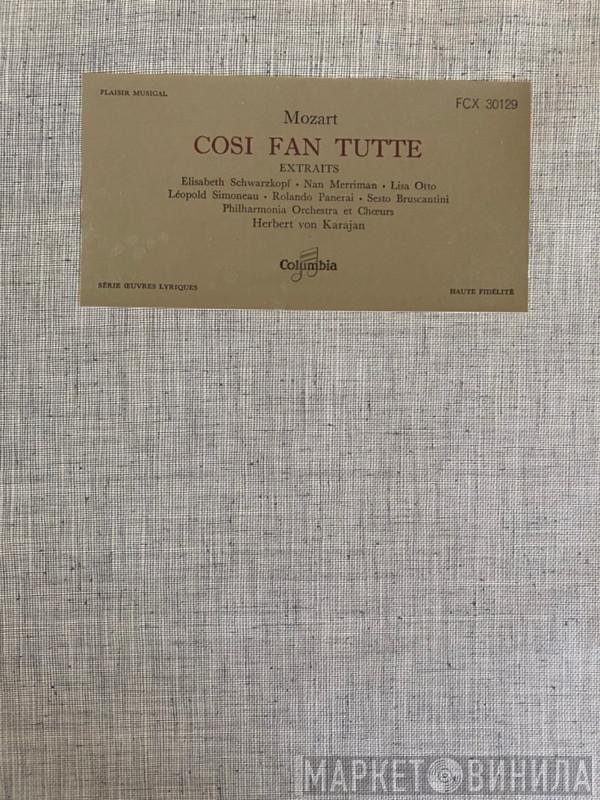 PLAISIR MUSICAL
FCX 30129
Mozart
COSI FAN TUTTE
EXTRAITS
Elisabeth Schwarzkopf • Nan Merriman • Lisa Otto
Léopold Simoneau • Rolando Panerai • Sesto Bruscantini
Philharmonia Orchestra et Chœurs
Herbert von Karajan
Columbia
SÉRIE ŒUVRES LYRIQUES
HAUTE FIDÉLITÉ
МАРКЕТ ВИНИЛА